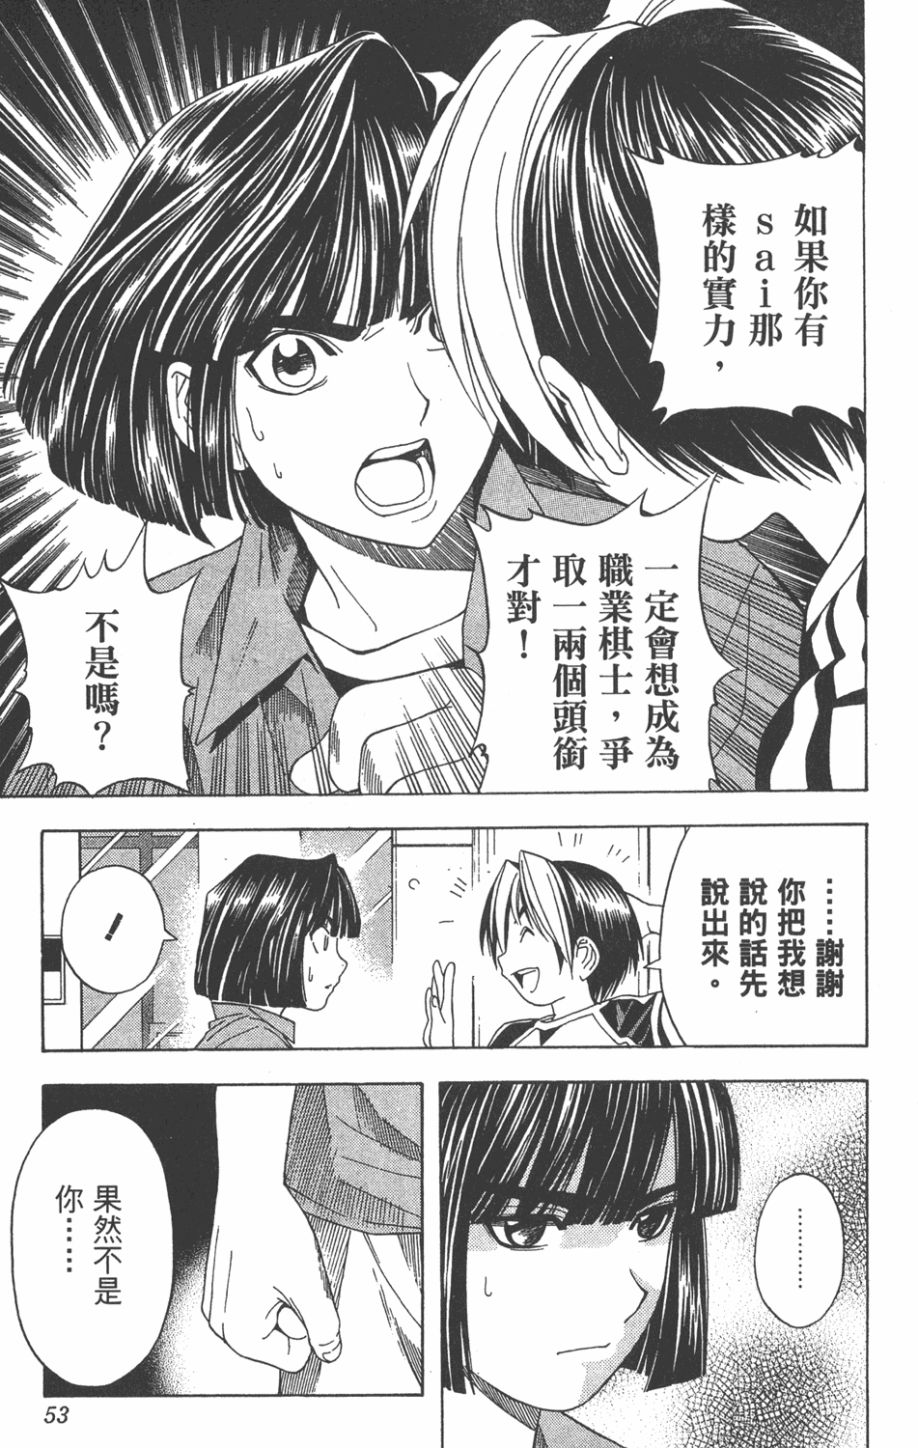 如果你有
sai那
樣的實力，
一定會想成為
職業棋士，爭
取一兩個頭銜
才對！
不是嗎？
……謝謝
你把我想
說的話先
說出來。
！
…………
果然不是
你……
53